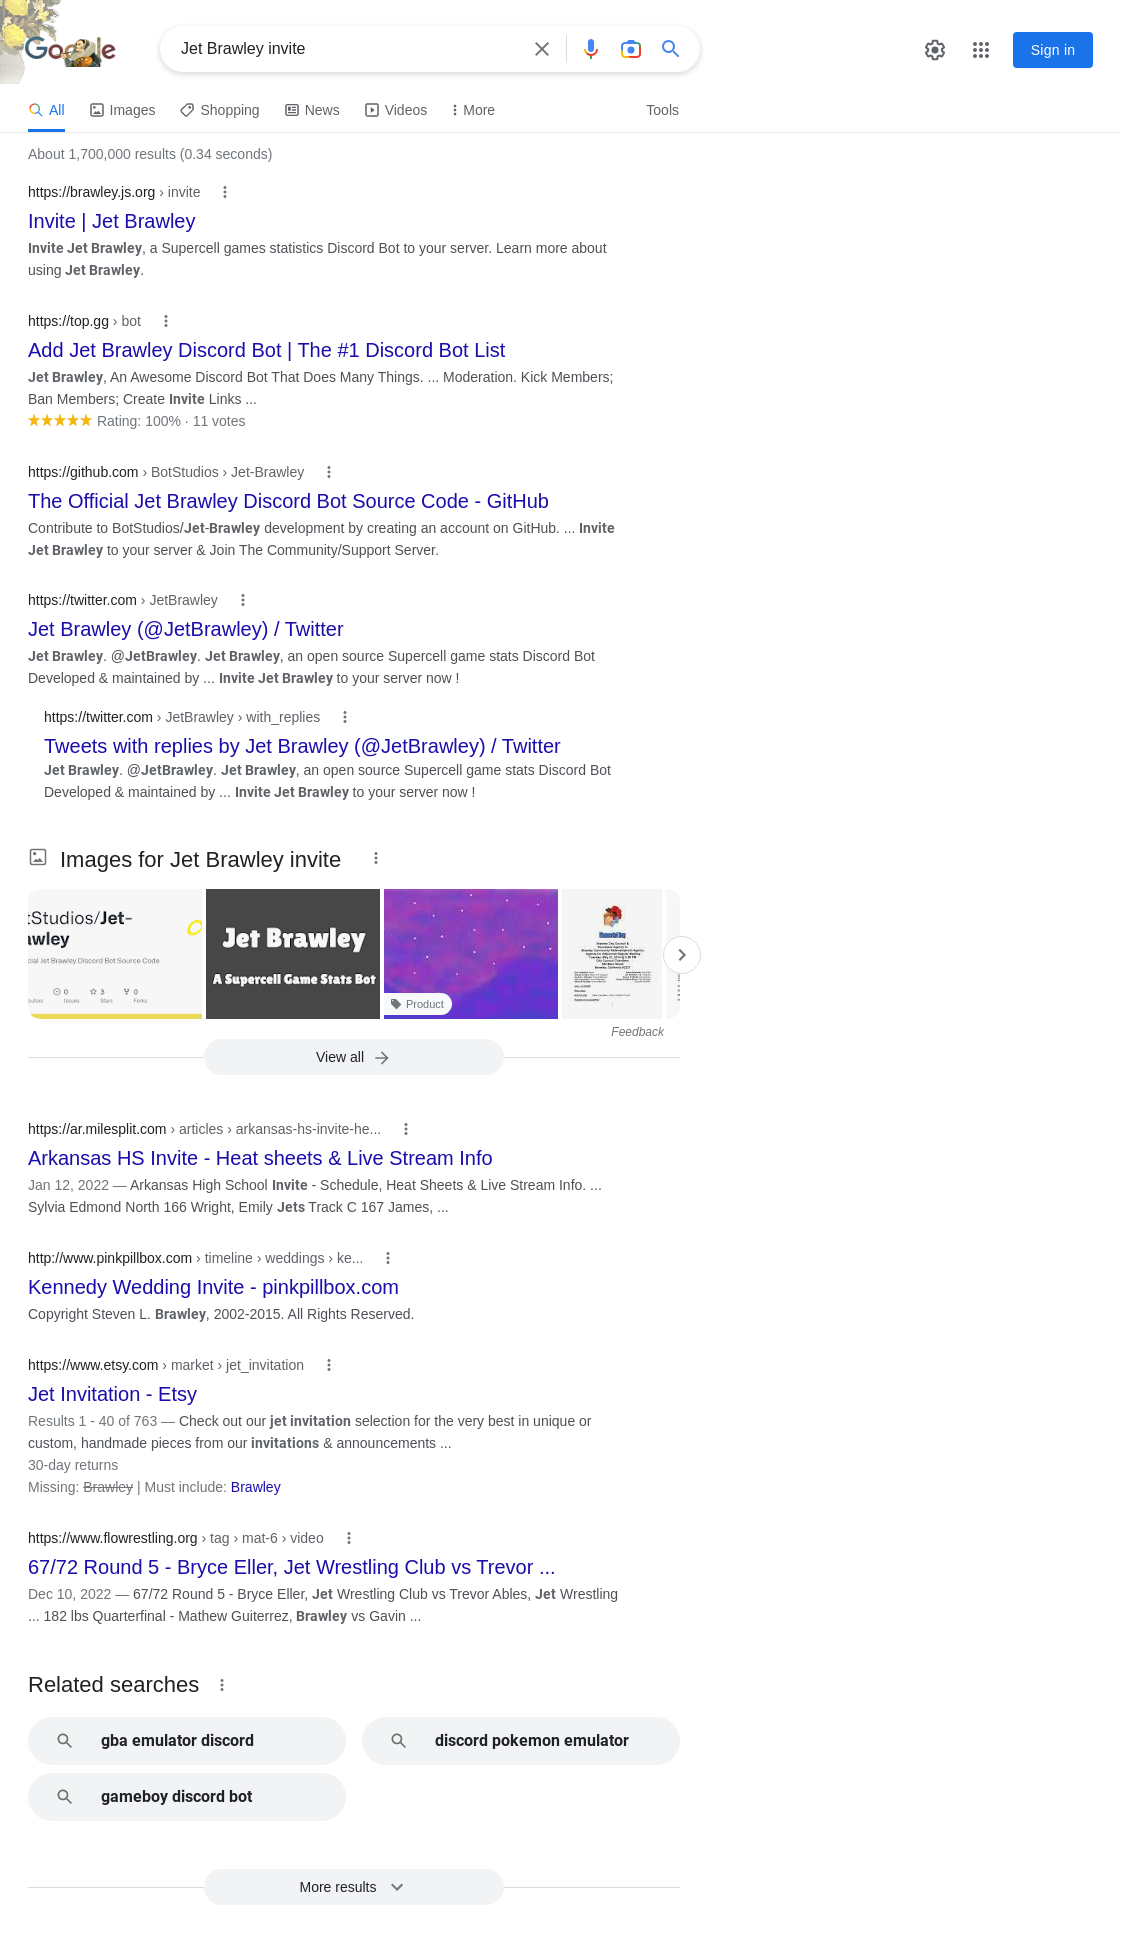 Google
Jet Brawley invite
Sign in
All
Images
Shopping
News
Videos
More
Tools
About 1,700,000 results (0.34 seconds)
https://brawley.js.org › invite
Invite | Jet Brawley
Invite Jet Brawley, a Supercell games statistics Discord Bot to your server. Learn more about
using Jet Brawley.
https://top.gg › bot
Add Jet Brawley Discord Bot | The #1 Discord Bot List
Jet Brawley, An Awesome Discord Bot That Does Many Things. ... Moderation. Kick Members;
Ban Members; Create Invite Links ...
Rating: 100% · 11 votes
https://github.com › BotStudios › Jet-Brawley
The Official Jet Brawley Discord Bot Source Code - GitHub
Contribute to BotStudios/Jet-Brawley development by creating an account on GitHub. ... Invite
Jet Brawley to your server & Join The Community/Support Server.
https://twitter.com › JetBrawley
Jet Brawley (@JetBrawley) / Twitter
Jet Brawley. @JetBrawley. Jet Brawley, an open source Supercell game stats Discord Bot
Developed & maintained by ... Invite Jet Brawley to your server now !
https://twitter.com › JetBrawley › with_replies
Tweets with replies by Jet Brawley (@JetBrawley) / Twitter
Jet Brawley. @JetBrawley. Jet Brawley, an open source Supercell game stats Discord Bot
Developed & maintained by ... Invite Jet Brawley to your server now !
Images for Jet Brawley invite
tStudios/Jet-
awley
cial Jet Brawley Discord Bot Source Code
0
3
0
Issues
Stars
Forks
Jet Brawley
A Supercell Game Stats Bot
Product
Memorial Day
Feedback
View all
https://ar.milesplit.com › articles › arkansas-hs-invite-he...
Arkansas HS Invite - Heat sheets & Live Stream Info
Jan 12, 2022 — Arkansas High School Invite - Schedule, Heat Sheets & Live Stream Info. ...
Sylvia Edmond North 166 Wright, Emily Jets Track C 167 James, ...
http://www.pinkpillbox.com › timeline › weddings › ke...
Kennedy Wedding Invite - pinkpillbox.com
Copyright Steven L. Brawley, 2002-2015. All Rights Reserved.
https://www.etsy.com › market › jet_invitation
Jet Invitation - Etsy
Results 1 - 40 of 763 — Check out our jet invitation selection for the very best in unique or
custom, handmade pieces from our invitations & announcements ...
30-day returns
Missing: Brawley | Must include: Brawley
https://www.flowrestling.org › tag › mat-6 › video
67/72 Round 5 - Bryce Eller, Jet Wrestling Club vs Trevor ...
Dec 10, 2022 — 67/72 Round 5 - Bryce Eller, Jet Wrestling Club vs Trevor Ables, Jet Wrestling
... 182 lbs Quarterfinal - Mathew Guiterrez, Brawley vs Gavin ...
Related searches
gba emulator discord
discord pokemon emulator
gameboy discord bot
More results